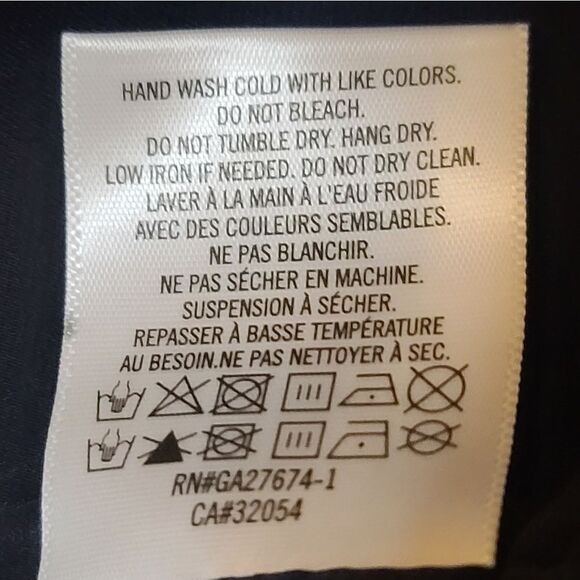 HAND WASH COLD WITH LIKE COLORS.
DO NOT BLEACH.
DO NOT TUMBLE DRY. HANG DRY.
LOW IRON IF NEEDED. DO NOT DRY CLEAN.
LAVER À LA MAIN À L'EAU FROIDE
AVEC DES COULEURS SEMBLABLES.
NE PAS BLANCHIR.
NE PAS SÉCHER EN MACHINE.
SUSPENSION À SÉCHER.
REPASSER À BASSE TEMPÉRATURE
AU BESOIN.NE PAS NETTOYER À SEC.
RN#GA27674-1
CA#32054